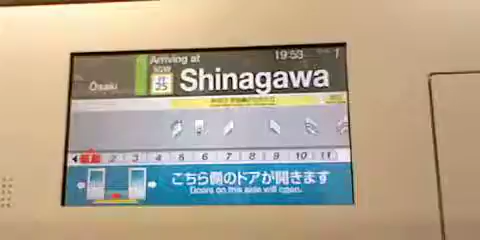 Arriving at
19:53
1
Ōsaki
JY
25
Shinagawa
2 3 4 5 6 7 8 9 10 11
こちら側のドアが開きます
Doors on this side will open.